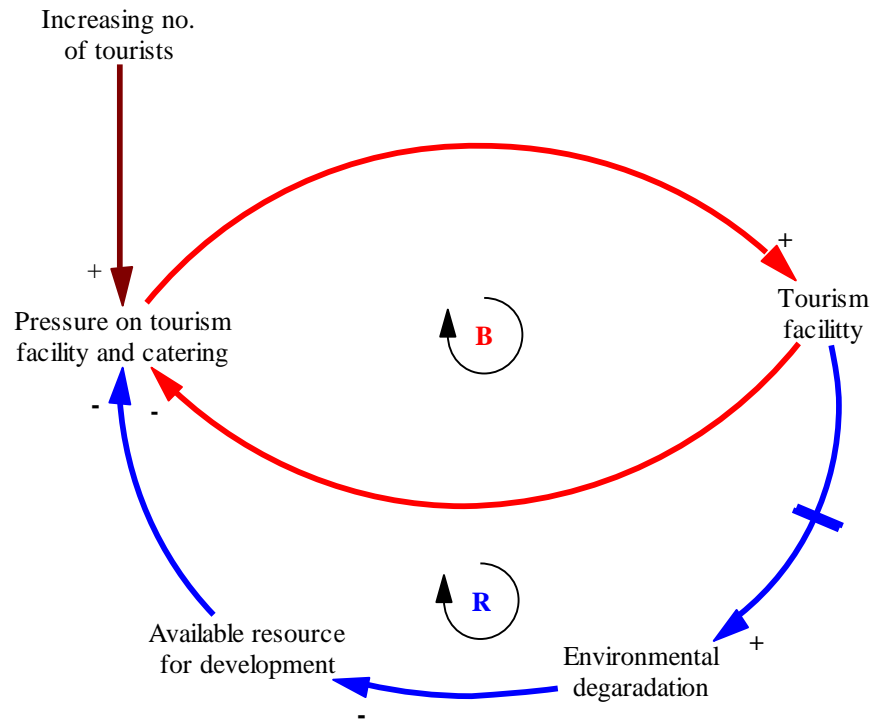 Increasing no.
of tourists
+
+
Tourism
facilitty
Pressure on tourism
facility and catering
B
-
-
R
Available resource
for development
+
Environmental
degaradation
-